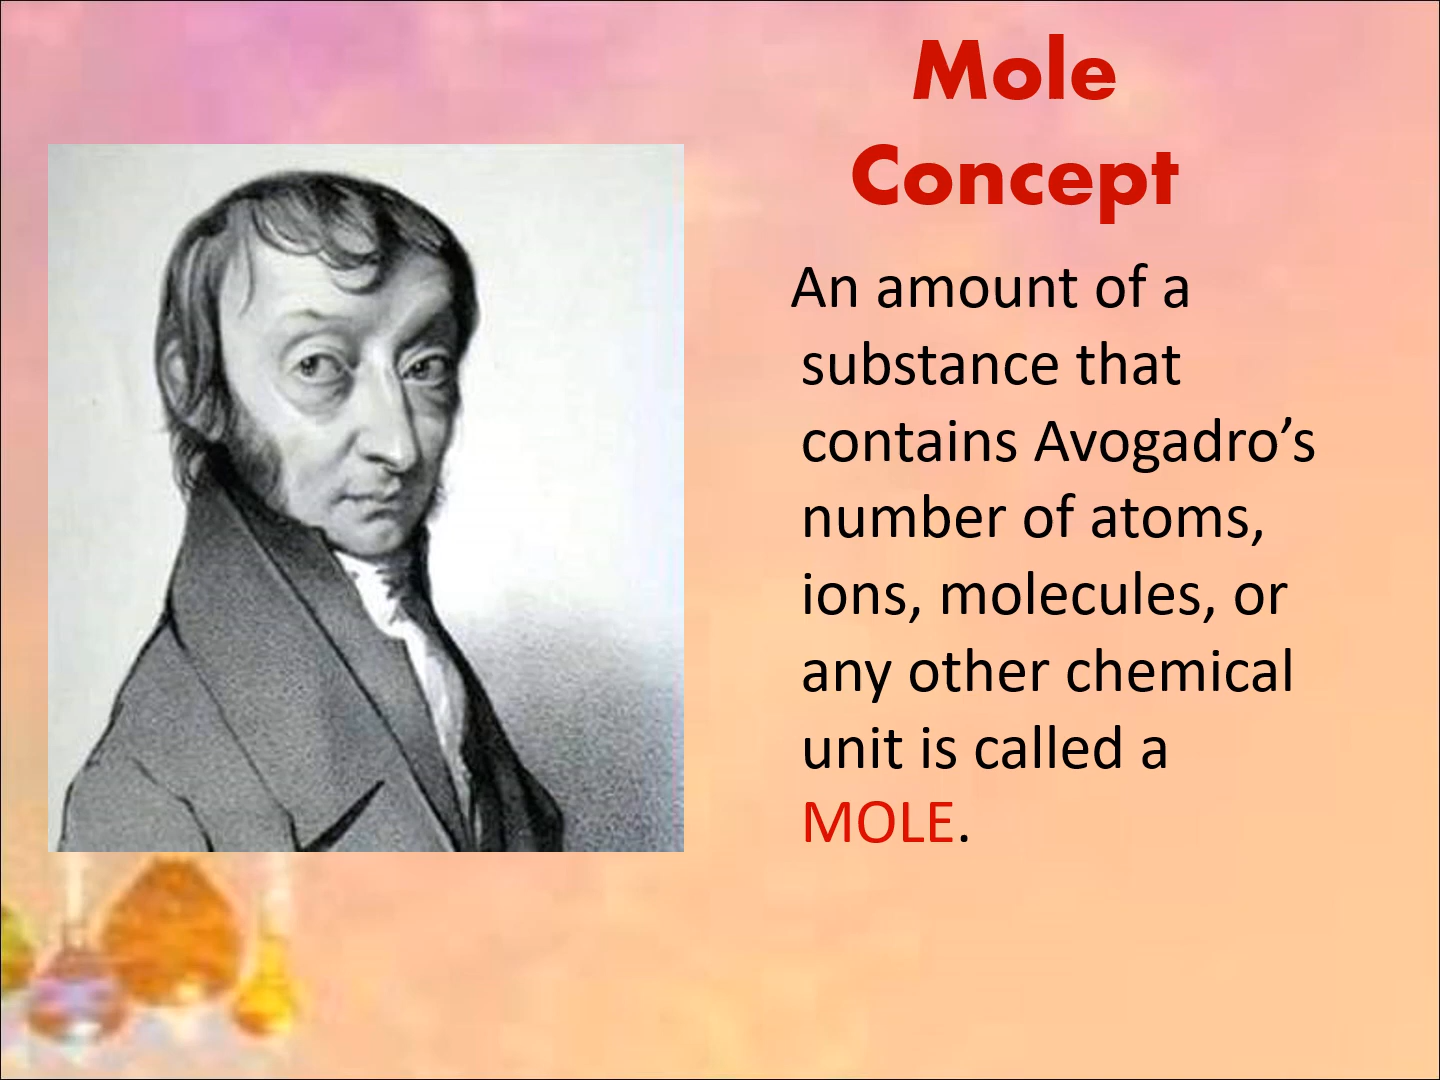 Mole
Concept
An amount of a
substance that
contains Avogadro’s
number of atoms,
ions, molecules, or
any other chemical
unit is called a
MOLE.